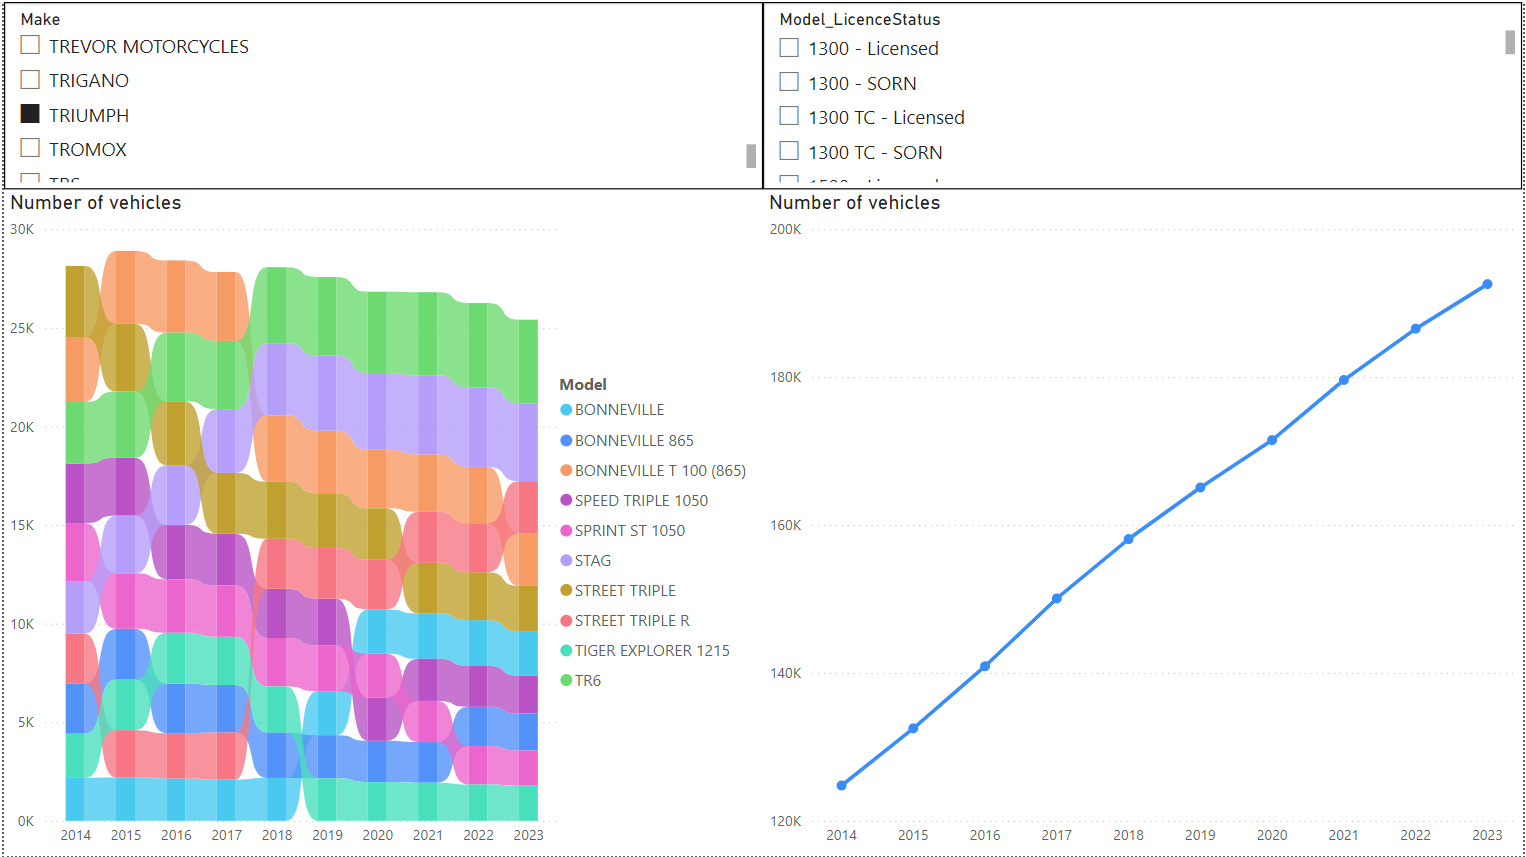 Make
TREVOR MOTORCYCLES
TRIGANO
TRIUMPH
TROMOX
Model_LicenceStatus
1300 - Licensed
1300 - SORN
1300 TC - Licensed
1300 TC - SORN
Number of vehicles
30K
25K
20K
15K
10K
5K
0K
2014 2015 2016 2017 2018 2019 2020 2021 2022 2023
Model
BONNEVILLE
BONNEVILLE 865
BONNEVILLE T 100 (865)
SPEED TRIPLE 1050
SPRINT ST 1050
STAG
STREET TRIPLE
STREET TRIPLE R
TIGER EXPLORER 1215
TR6
Number of vehicles
200K
180K
160K
140K
120K
2014 2015 2016 2017 2018 2019 2020 2021 2022 2023